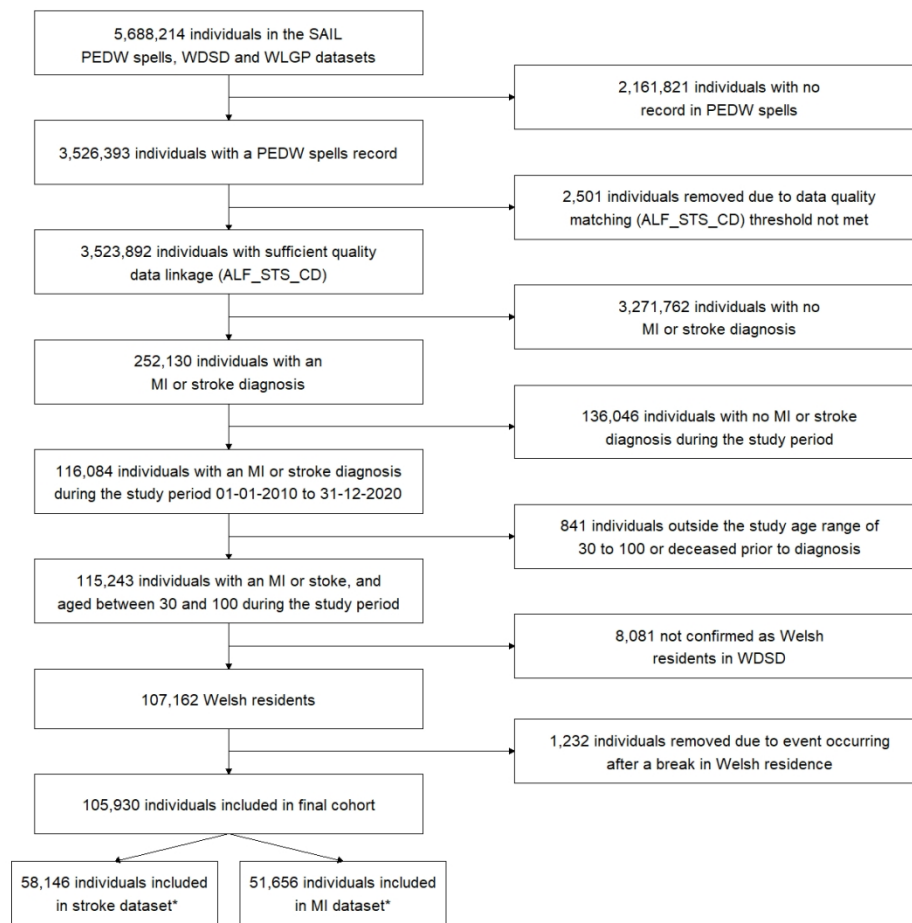 5,688,214 individuals in the SAIL
PEDW spells, WDSD and WLGP datasets
2,161,821 individuals with no
record in PEDW spells
3,526,393 individuals with a PEDW spells record
2,501 individuals removed due to data quality
matching (ALF_STS_CD) threshold not met
3,523,892 individuals with sufficient quality
data linkage (ALF_STS_CD)
3,271,762 individuals with no
MI or stroke diagnosis
252,130 individuals with an
MI or stroke diagnosis
136,046 individuals with no MI or stroke
diagnosis during the study period
116,084 individuals with an MI or stroke diagnosis
during the study period 01-01-2010 to 31-12-2020
841 individuals outside the study age range of
30 to 100 or deceased prior to diagnosis
115,243 individuals with an MI or stoke, and
aged between 30 and 100 during the study period
8,081 not confirmed as Welsh
residents in WDSD
107,162 Welsh residents
1,232 individuals removed due to event occurring
after a break in Welsh residence
105,930 individuals included in final cohort
58,146 individuals included
in stroke dataset*
51,656 individuals included
in MI dataset*